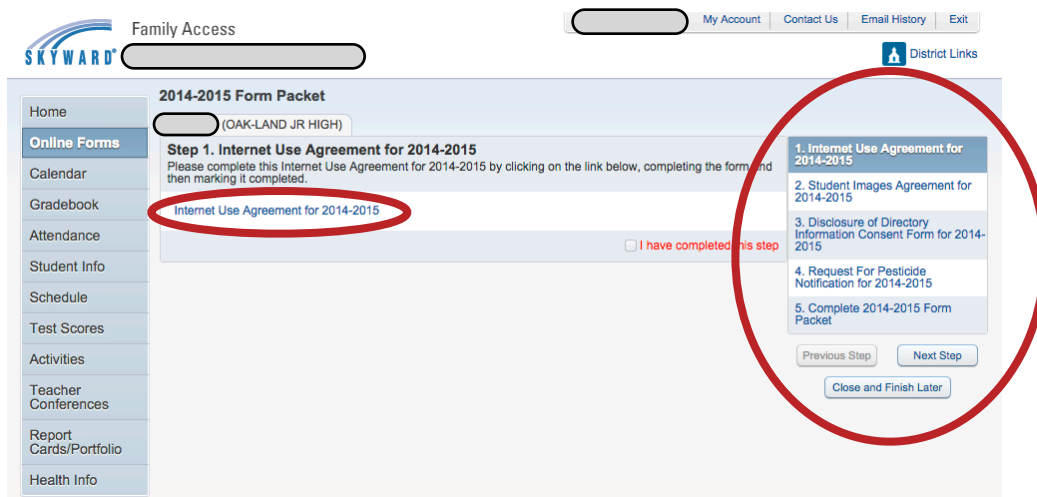 Family Access
My Account Contact Us Email History Exit
SKYWARD®
District Links
2014-2015 Form Packet
(OAK-LAND JR HIGH)
Home
Online Forms
Calendar
Gradebook
Attendance
Student Info
Schedule
Test Scores
Activities
Teacher
Conferences
Report
Cards/Portfolio
Health Info
Step 1. Internet Use Agreement for 2014-2015
Please complete this Internet Use Agreement for 2014-2015 by clicking on the link below, completing the form and
then marking it completed.
Internet Use Agreement for 2014-2015
I have completed this step
1. Internet Use Agreement for
2014-2015
2. Student Images Agreement for
2014-2015
3. Disclosure of Directory
Information Consent Form for 2014-
2015
4. Request For Pesticide
Notification for 2014-2015
5. Complete 2014-2015 Form
Packet
Previous Step Next Step
Close and Finish Later